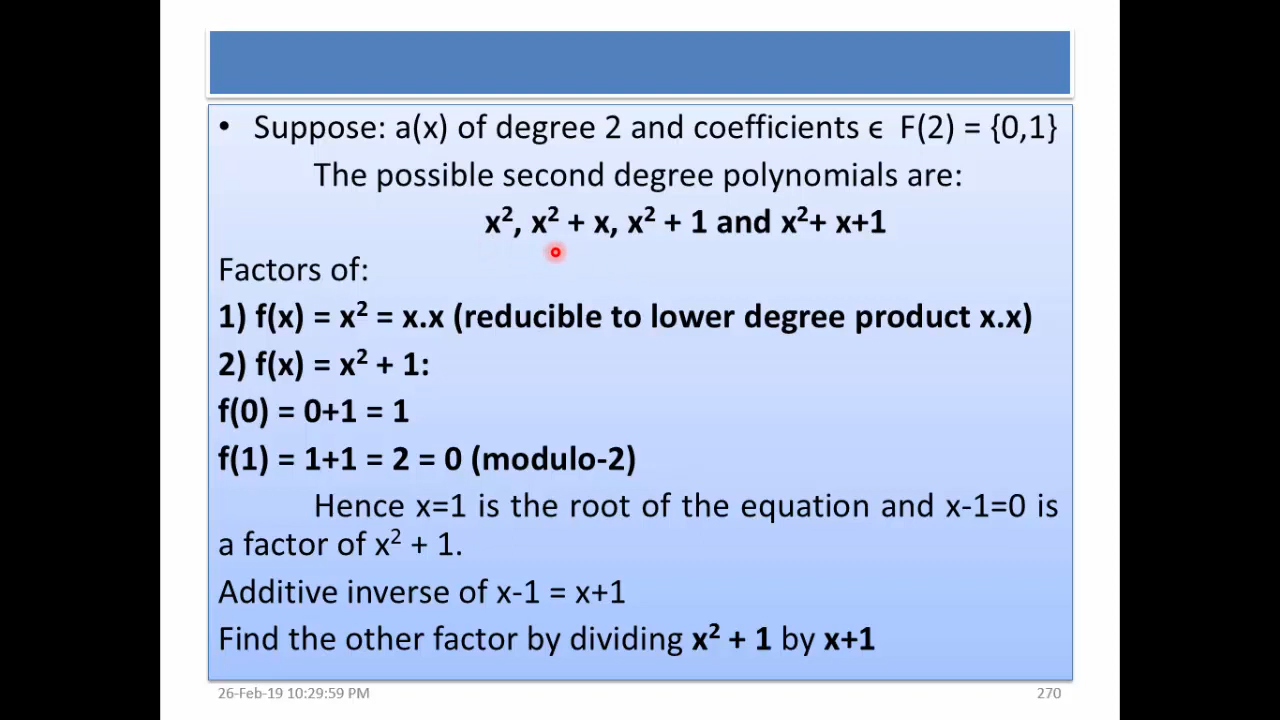 • Suppose: a(x) of degree 2 and coefficients ϵ F(2) = {0,1}
The possible second degree polynomials are:
x², x² + x, x² + 1 and x²+ x+1
Factors of:
1) f(x) = x² = x.x (reducible to lower degree product x.x)
2) f(x) = x² + 1:
f(0) = 0+1 = 1
f(1) = 1+1 = 2 = 0 (modulo-2)
Hence x=1 is the root of the equation and x-1=0 is
a factor of x² + 1.
Additive inverse of x-1 = x+1
Find the other factor by dividing x² + 1 by x+1
26-Feb-19 10:29:59 PM 270